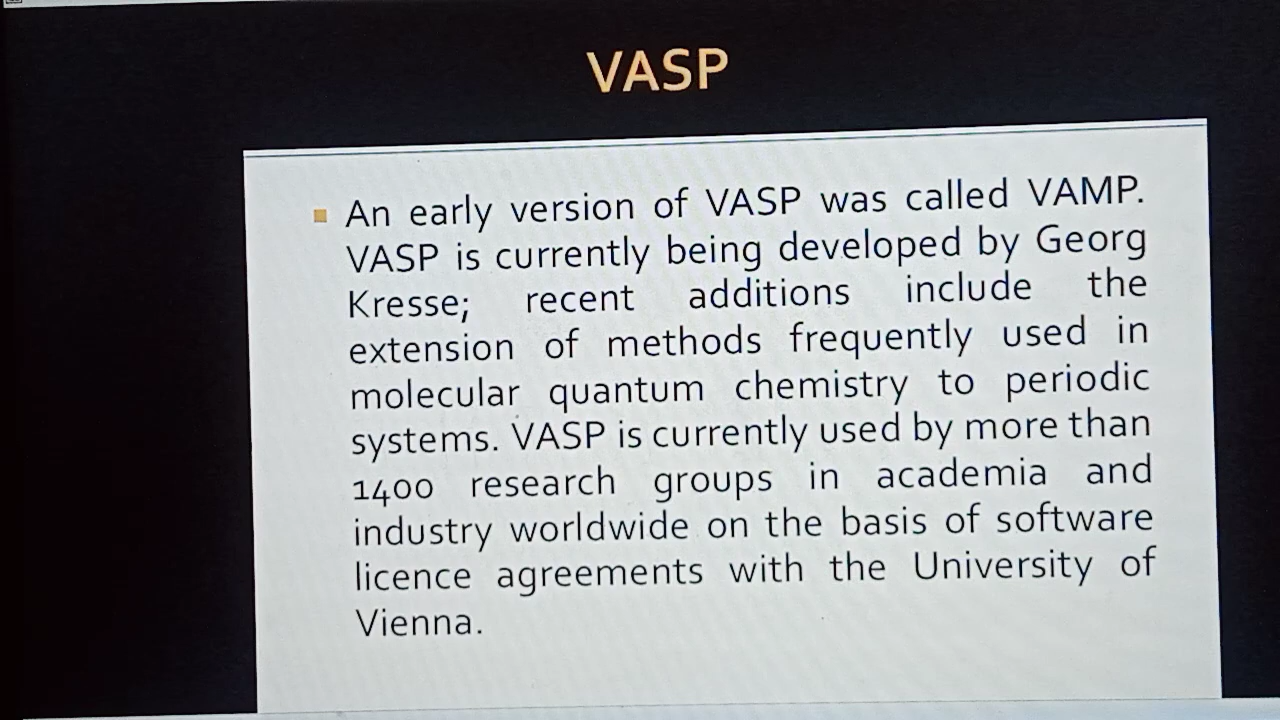 VASP
An early version of VASP was called VAMP.
VASP is currently being developed by Georg
Kresse; recent additions include the
extension of methods frequently used in
molecular quantum chemistry to periodic
systems. VASP is currently used by more than
1400 research groups in academia and
industry worldwide on the basis of software
licence agreements with the University of
Vienna.